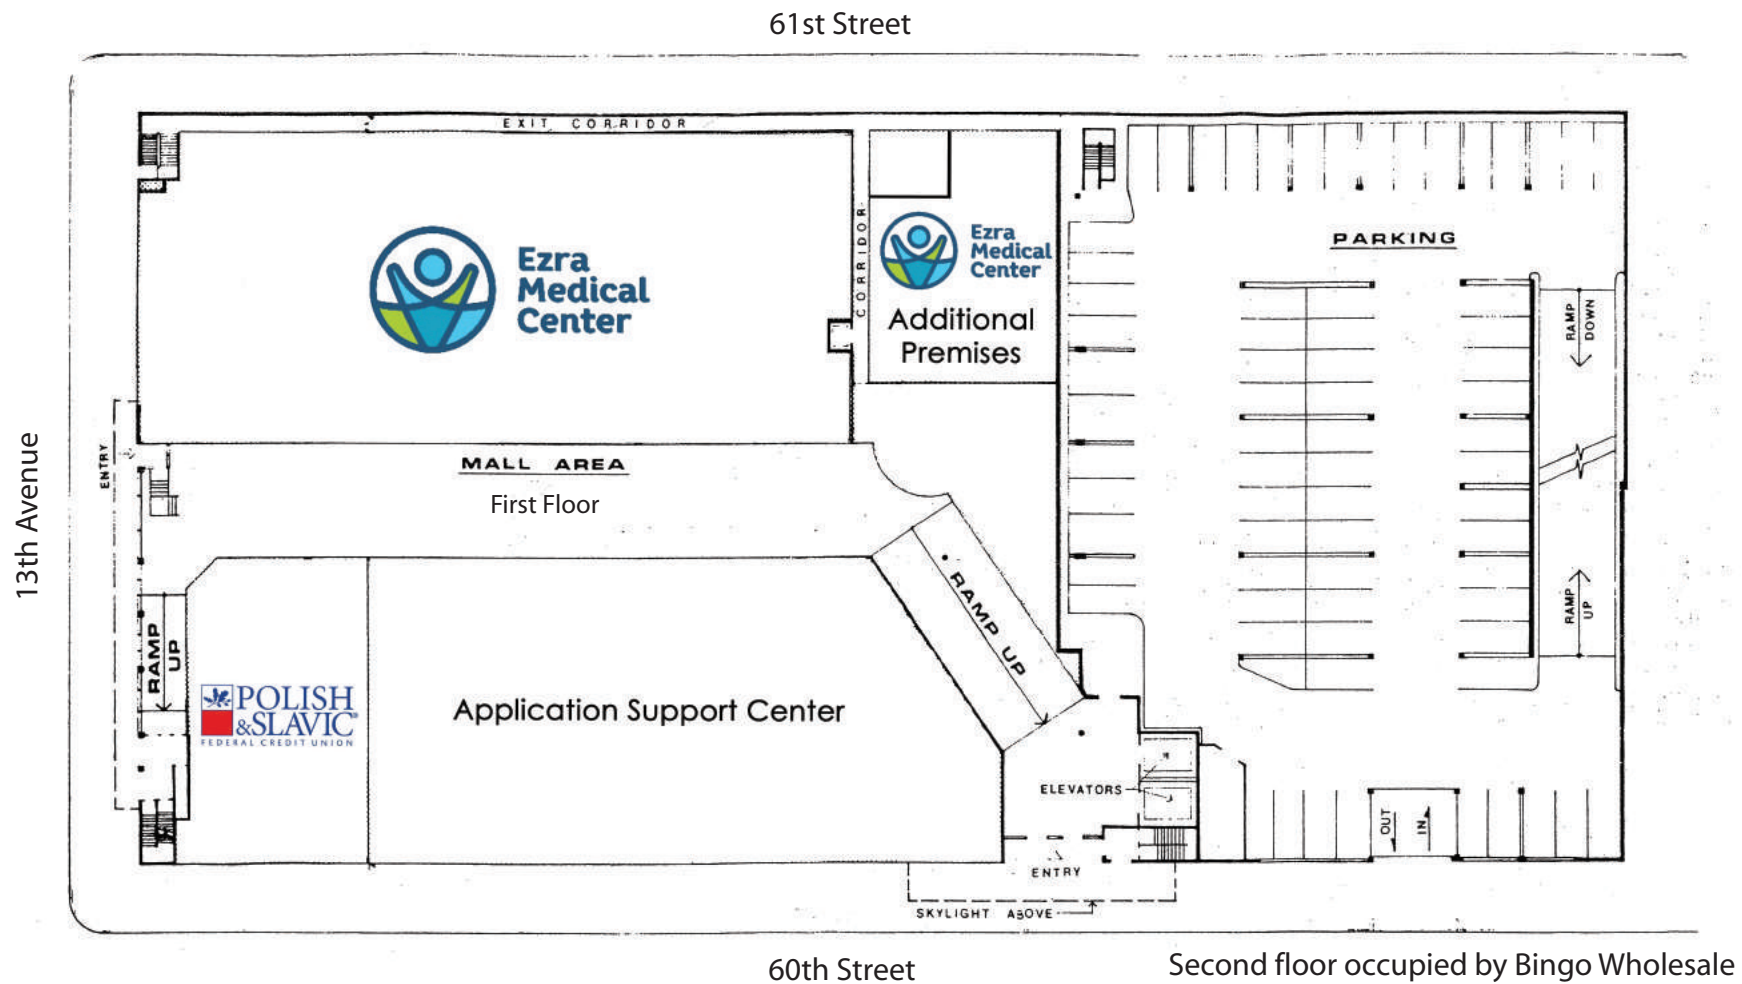 61st Street
EXIT CORRIDOR
CORRIDOR
Ezra
Medical
Center
Ezra
Medical
Center
Additional
Premises
PARKING
RAMP
DOWN
ENTRY
MALL AREA
First Floor
13th Avenue
RAMP
UP
RAMP UP
RAMP
UP
POLISH
&SLAVIC
FEDERAL CREDIT UNION
Application Support Center
ELEVATORS
OUT
IN
ENTRY
SKYLIGHT ABOVE
60th Street
Second floor occupied by Bingo Wholesale